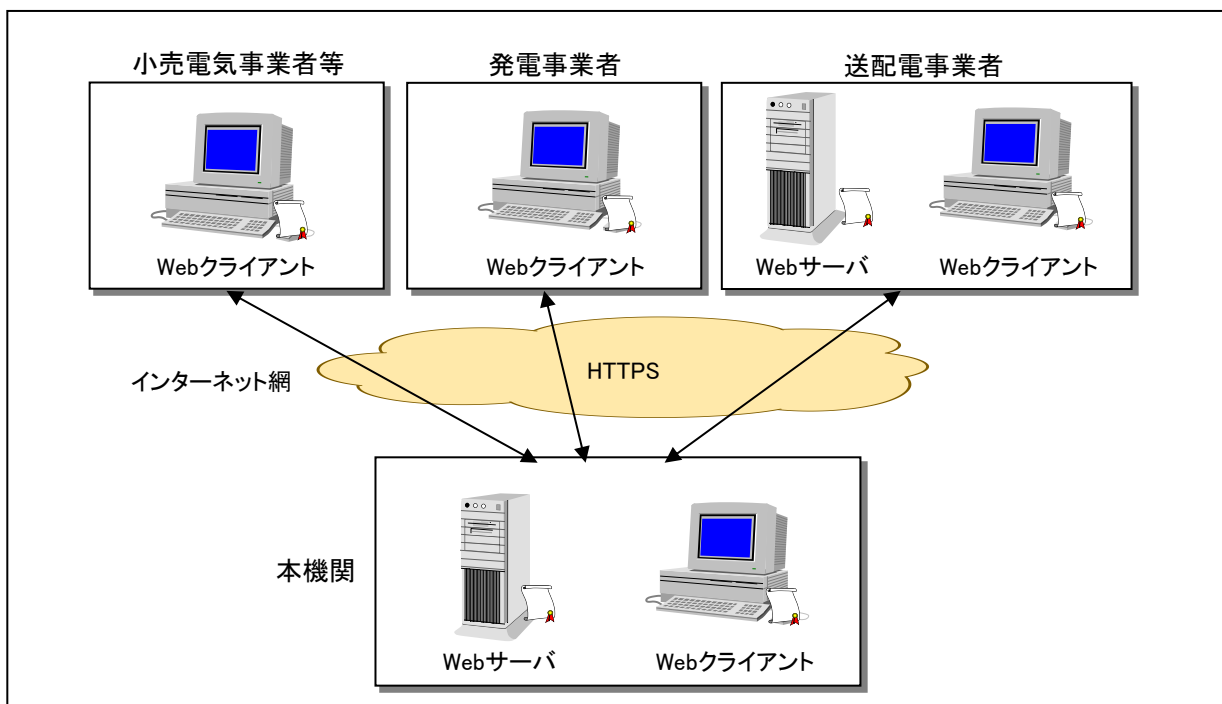 小売電気事業者等
発電事業者
送配電事業者
Webクライアント
Webクライアント
Webサーバ
Webクライアント
インターネット網
HTTPS
本機関
Webサーバ
Webクライアント